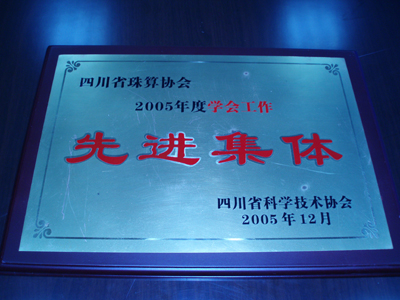 四川省珠算协会
2005年度学会工作
先进集体
四川省科学技术协会
2005年12月